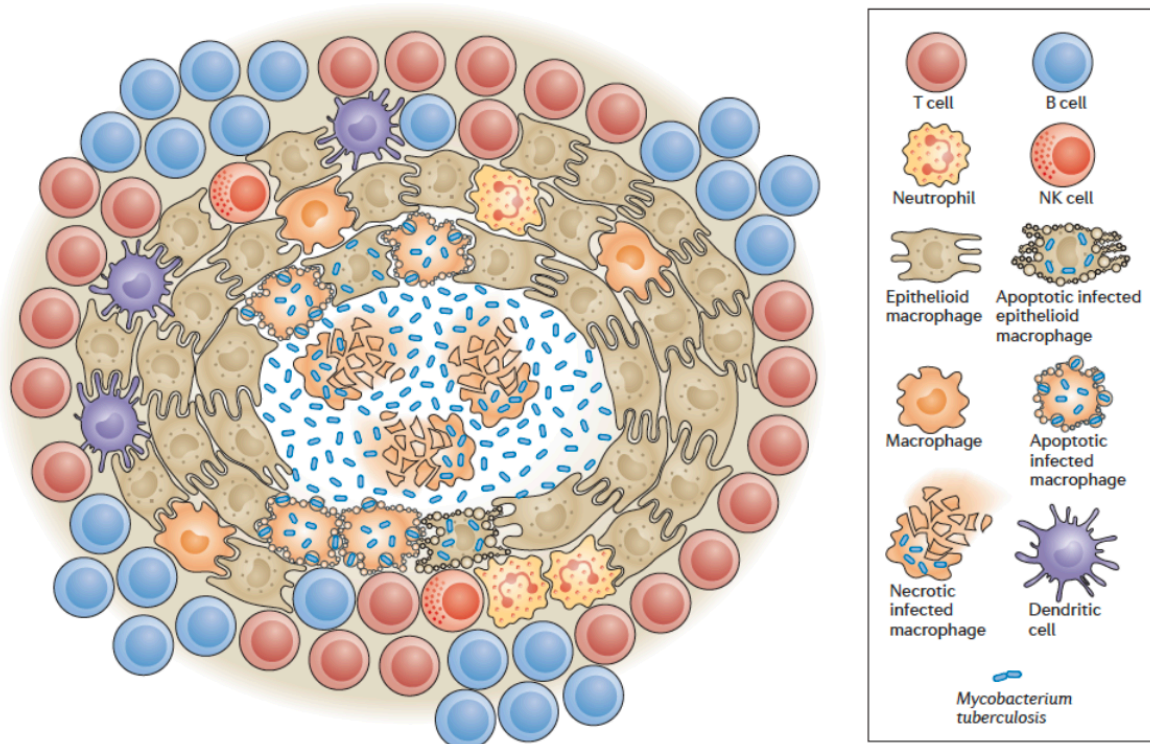 T cell
B cell
Neutrophil
NK cell
Epithelioid
macrophage
Apoptotic infected
epithelioid
macrophage
Macrophage
Apoptotic
infected
macrophage
Necrotic
infected
macrophage
Dendritic
cell
Mycobacterium
tuberculosis